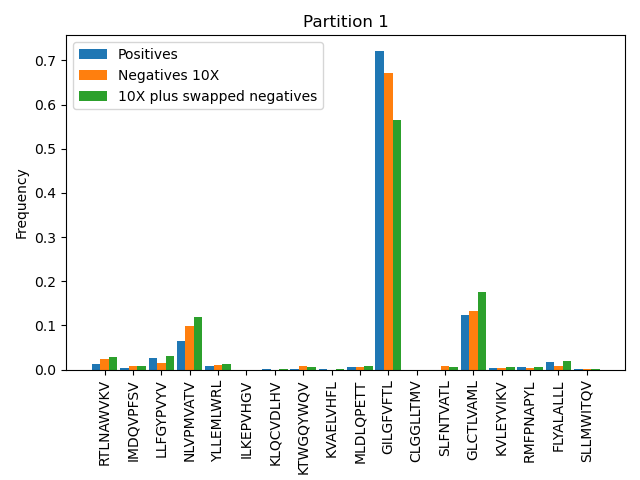 Partition 1
Positives
Negatives 10X
10X plus swapped negatives
Frequency
0.7
0.6
0.5
0.4
0.3
0.2
0.1
0.0
RTLNAWVKV
IMDQVPFSV
LLFGYPVYV
NLVPMVATV
YLLEMLWRL
ILKEPVHGV
KLQCVDLHV
KTWGQYWQV
KVAELVHFL
MLDLQPETT
GILGFVFTL
CLGGLLTMV
SLFNTVATL
GLCTLVAML
KVLEYVIKV
RMFPNAPYL
FLYALALLL
SLLMWITQV